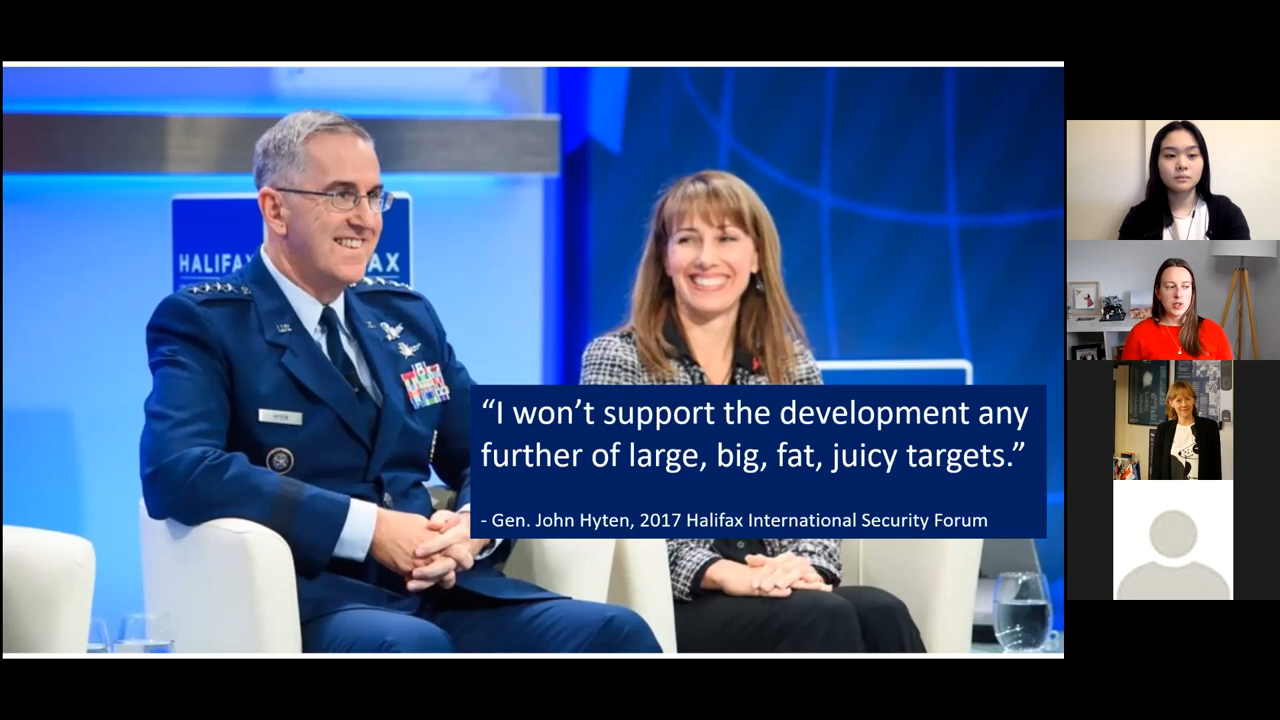 HALIFAX
AX
HYTEN
“I won’t support the development any
further of large, big, fat, juicy targets.”
- Gen. John Hyten, 2017 Halifax International Security Forum